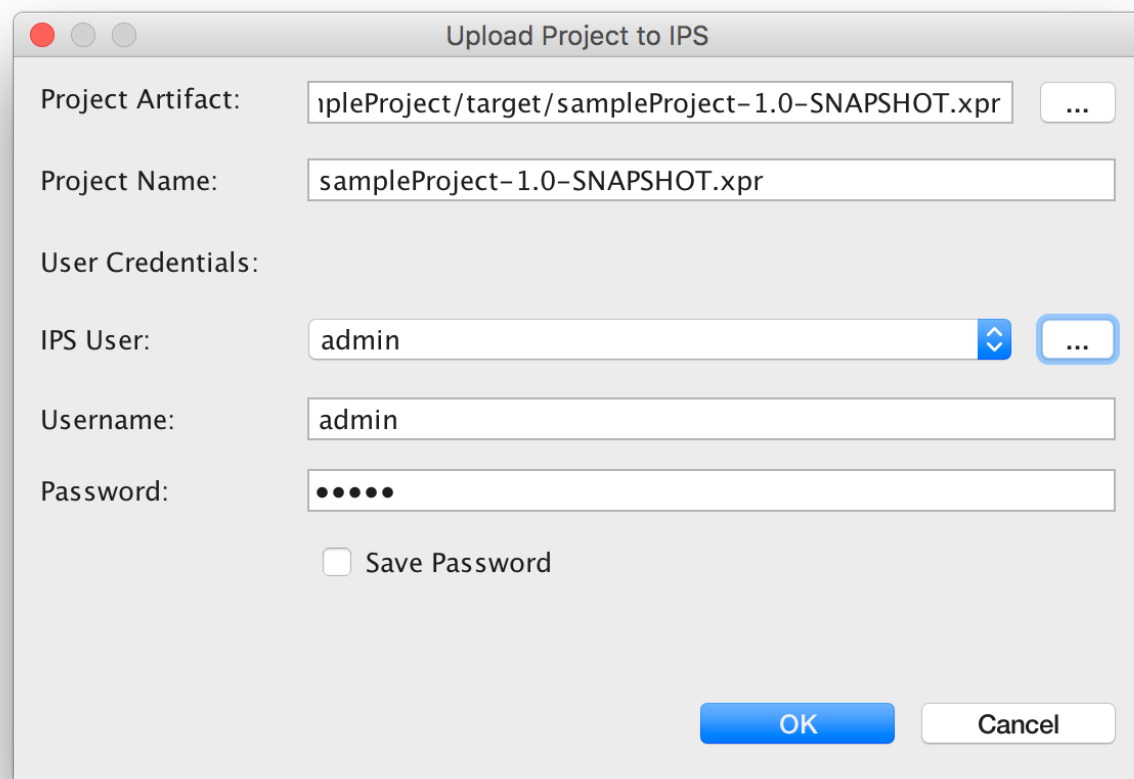 Upload Project to IPS
Project Artifact: pleProject/target/sampleProject-1.0-SNAPSHOT.xpr ...
Project Name: sampleProject-1.0-SNAPSHOT.xpr
User Credentials:
IPS User: admin ...
Username: admin
Password: •••••
Save Password
OK Cancel